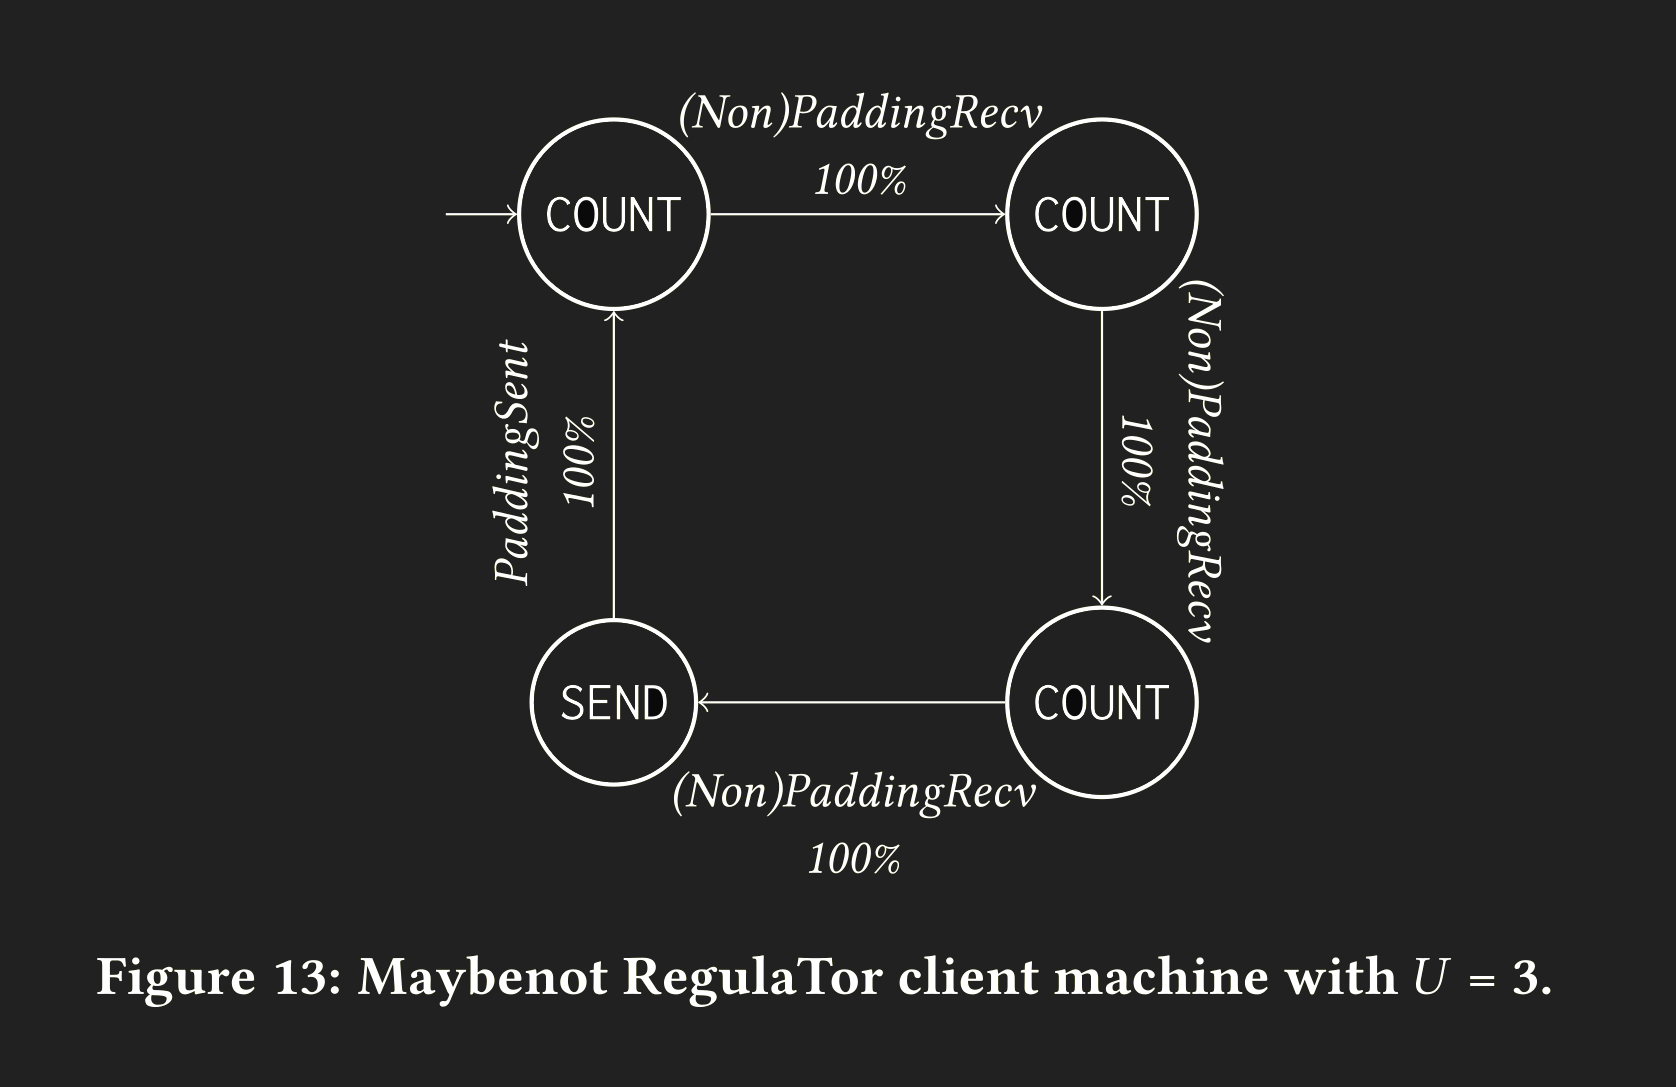 (Non)PaddingRecv
100%
COUNT
COUNT
(Non)PaddingRecv
100%
PaddingSent
100%
SEND
COUNT
(Non)PaddingRecv
100%
Figure 13: Maybenot RegulaTor client machine with U = 3.